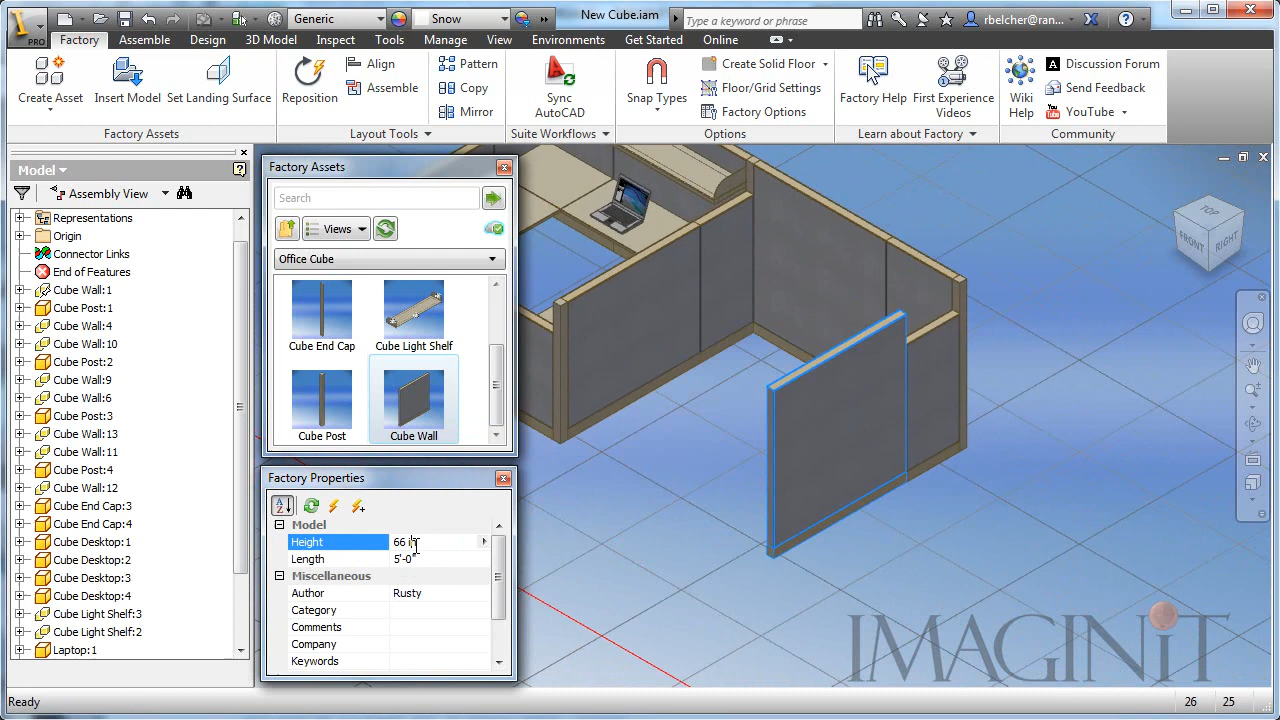 PRO
Generic
Snow
New Cube.iam
Type a keyword or phrase
rbelcher@ran...
Factory
Assemble
Design
3D Model
Inspect
Tools
Manage
View
Environments
Get Started
Online
Create Asset
Insert Model
Set Landing Surface
Reposition
Align
Assemble
Pattern
Copy
Mirror
Sync
AutoCAD
Snap Types
Create Solid Floor
Floor/Grid Settings
Factory Options
Factory Help
First Experience
Videos
Wiki
Help
Discussion Forum
Send Feedback
YouTube
Factory Assets
Layout Tools
Suite Workflows
Options
Learn about Factory
Community
Model
Assembly View
Representations
Origin
Connector Links
End of Features
Cube Wall:1
Cube Post:1
Cube Wall:4
Cube Wall:10
Cube Post:2
Cube Wall:9
Cube Wall:6
Cube Post:3
Cube Wall:13
Cube Wall:11
Cube Post:4
Cube Wall:12
Cube End Cap:3
Cube End Cap:4
Cube Desktop:1
Cube Desktop:2
Cube Desktop:3
Cube Desktop:4
Cube Light Shelf:3
Cube Light Shelf:2
Laptop:1
Factory Assets
Search
Views
Office Cube
Cube End Cap
Cube Light Shelf
Cube Post
Cube Wall
Factory Properties
Model
Height
66 i
Length
5'-0"
Miscellaneous
Author
Rusty
Category
Comments
Company
Keywords
TOP
FRONT
RIGHT
IMAGINiT
Ready
26
25